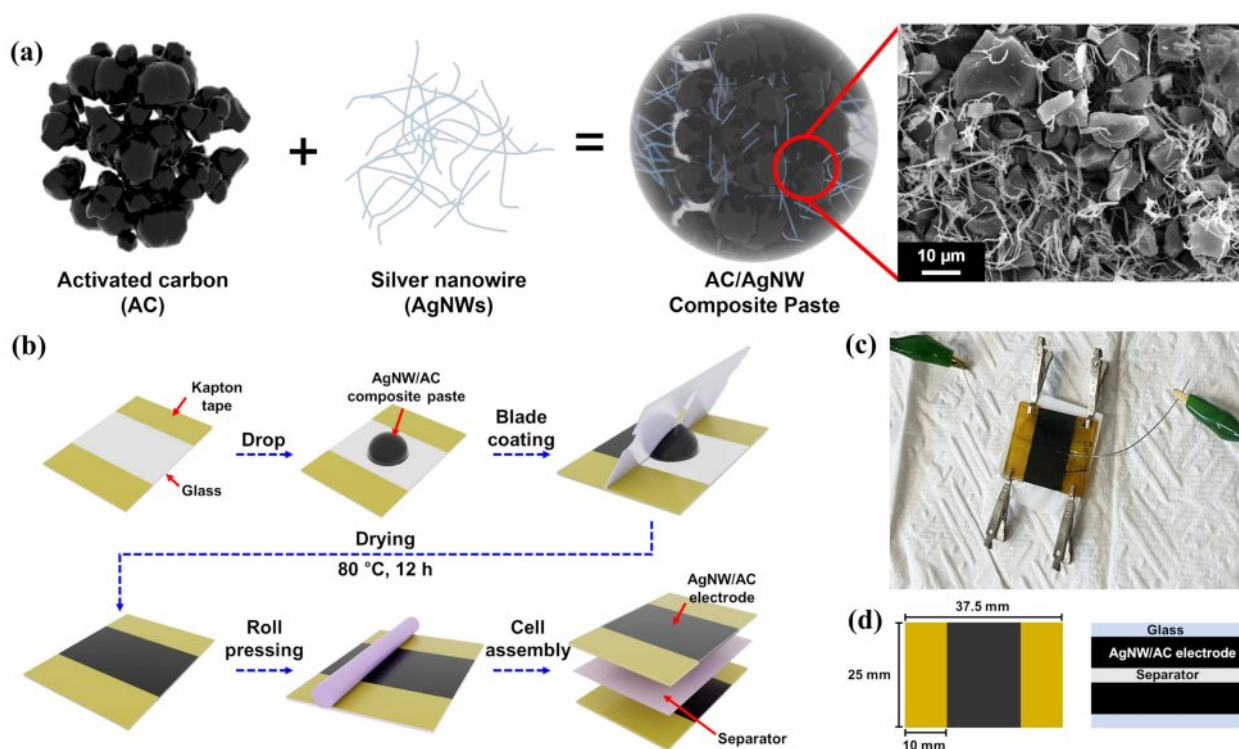 (a)
+
=
Activated carbon
(AC)
Silver nanowire
(AgNWs)
AC/AgNW
Composite Paste
10 µm
(b)
Kapton
tape
Glass
Drop
AgNW/AC
composite paste
Blade
coating
Drying
80 °C, 12 h
Roll
pressing
Cell
assembly
AgNW/AC
electrode
Separator
(c)
(d)
37.5 mm
25 mm
10 mm
Glass
AgNW/AC electrode
Separator